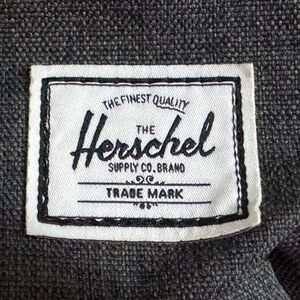 THE FINEST QUALITY
THE
Herschel
SUPPLY CO. BRAND
TRADE MARK